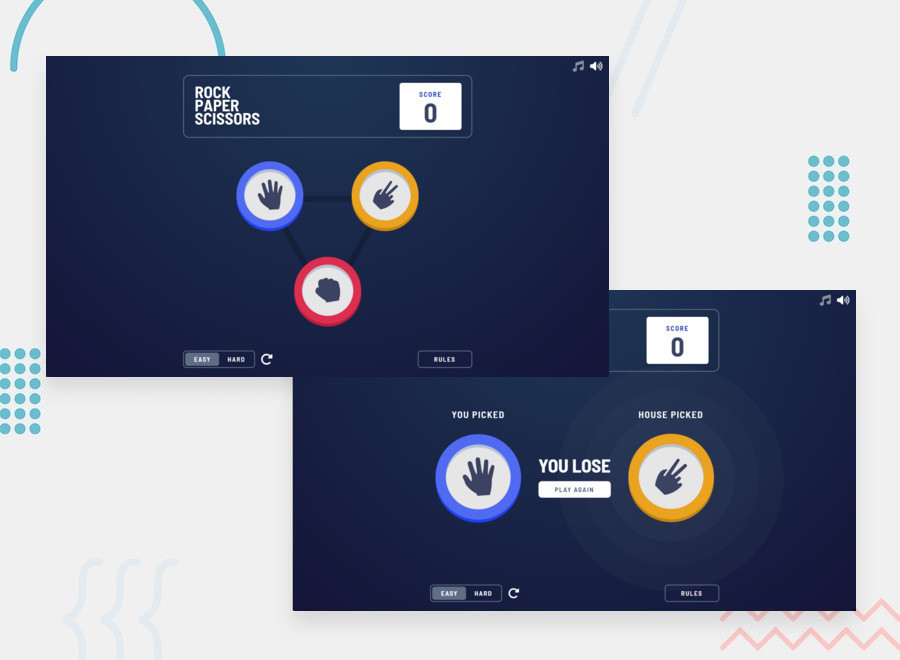 ROCK
PAPER
SCISSORS
SCORE
0
EASY HARD
RULES
SCORE
0
YOU PICKED
HOUSE PICKED
YOU LOSE
PLAY AGAIN
EASY HARD
RULES